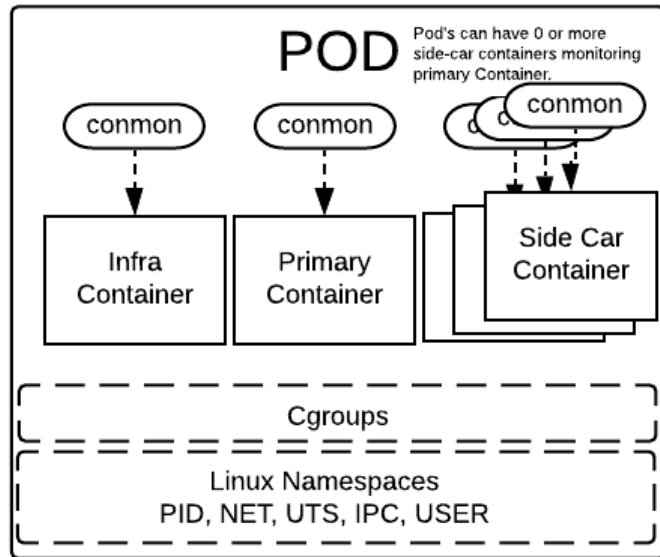 POD
Pod's can have 0 or more
side-car containers monitoring
primary Container.
conmon
conmon
conmon
Infra
Container
Primary
Container
Side Car
Container
Cgroups
Linux Namespaces
PID, NET, UTS, IPC, USER